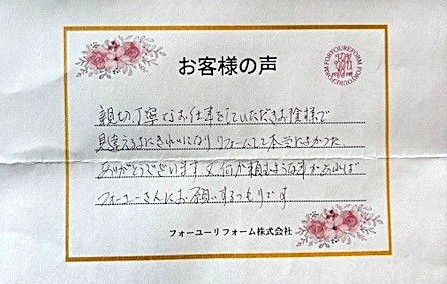 お客様の声
親切、丁寧なお仕事をしていただきお陰様で
見違えるようにきれいになり、リフォームして本当によかった
ありがとうございます 又何か頼むような事があれば
フォーユーさんにお願いするつもりです
フォーユーリフォーム株式会社